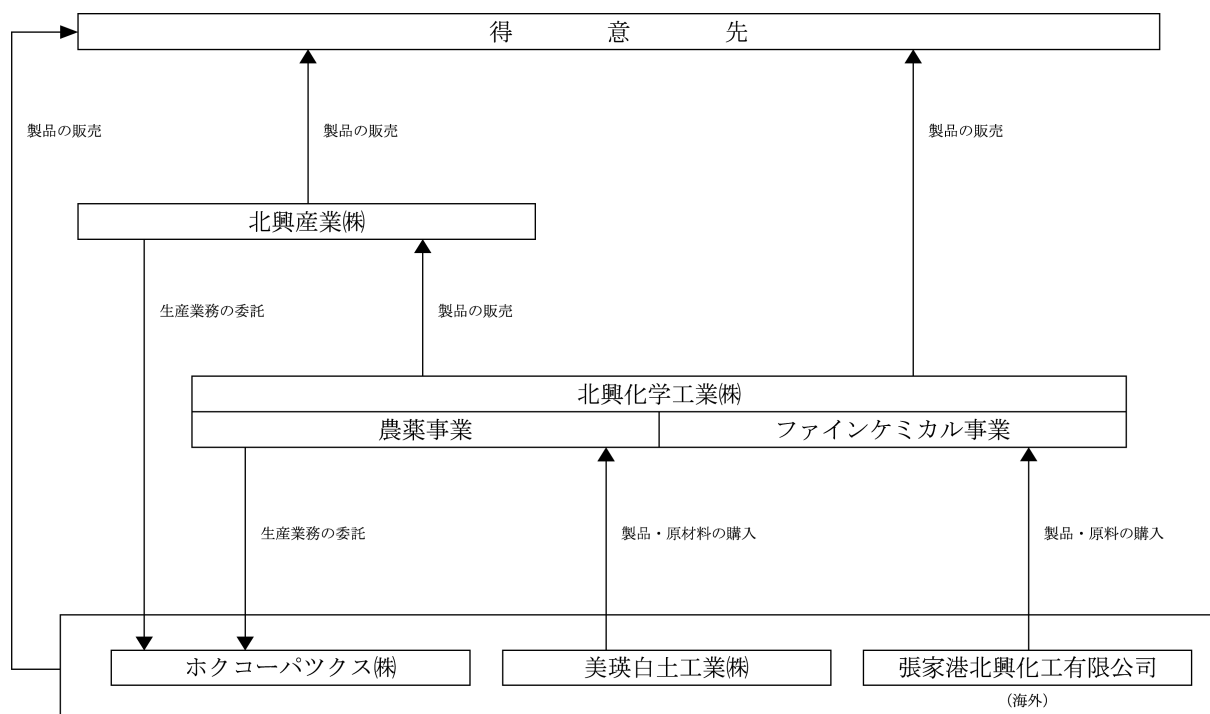 得意先
製品の販売
製品の販売
製品の販売
北興産業㈱
生産業務の委託
製品の販売
北興化学工業㈱
農薬事業
ファインケミカル事業
生産業務の委託
製品・原材料の購入
製品・原料の購入
ホクコーパツクス㈱
美瑛白土工業㈱
張家港北興化工有限公司
(海外)